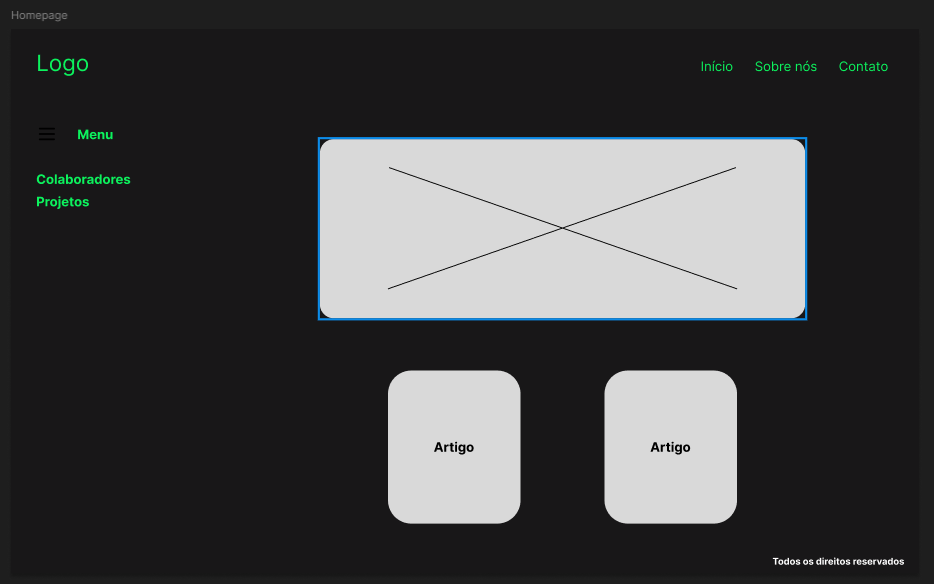 Homepage
Logo
Início Sobre nós Contato
Menu
Colaboradores
Projetos
Artigo Artigo
Todos os direitos reservados